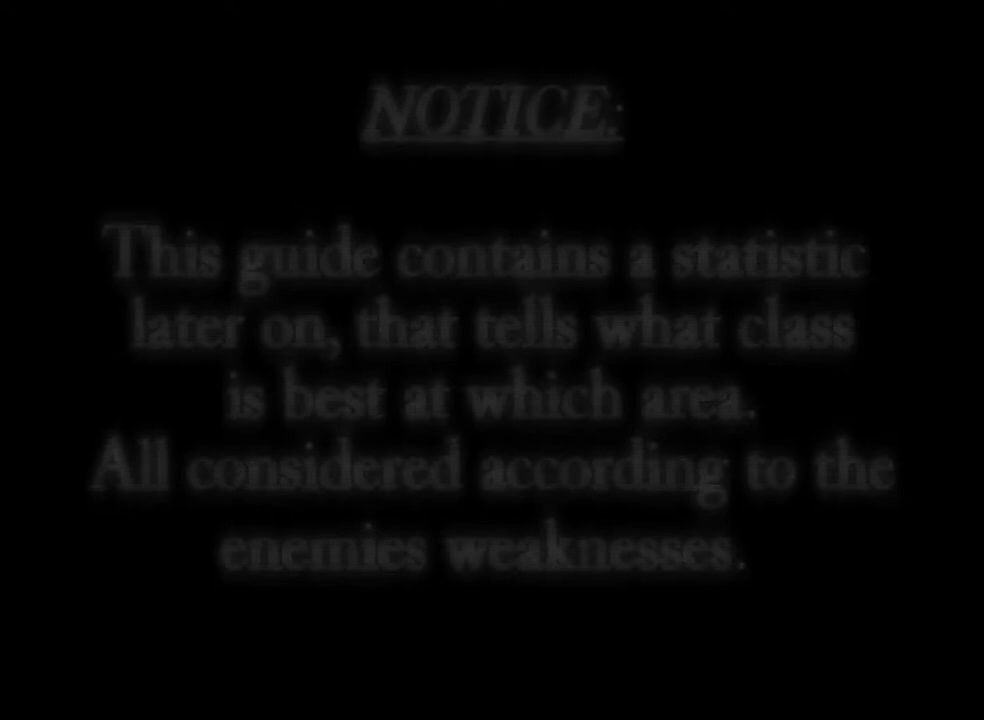 NOTICE:
This guide contains a statistic
later on, that tells what class
is best at which area.
All considered according to the
enemies weaknesses.